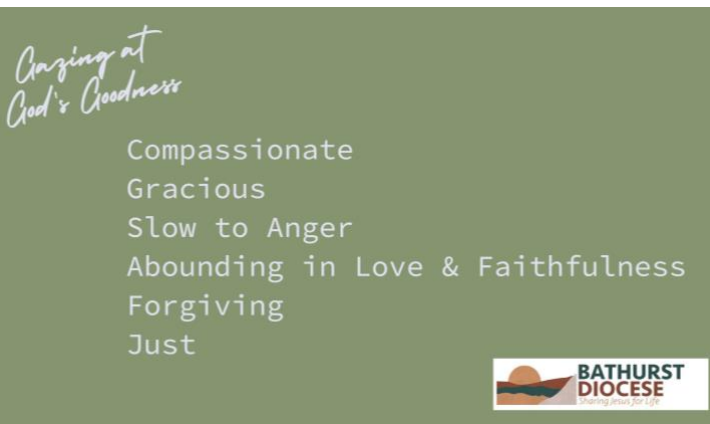 Gazing at
God's Goodness
Compassionate
Gracious
Slow to Anger
Abounding in Love & Faithfulness
Forgiving
Just
BATHURST
DIOCESE
Sharing Jesus for Life